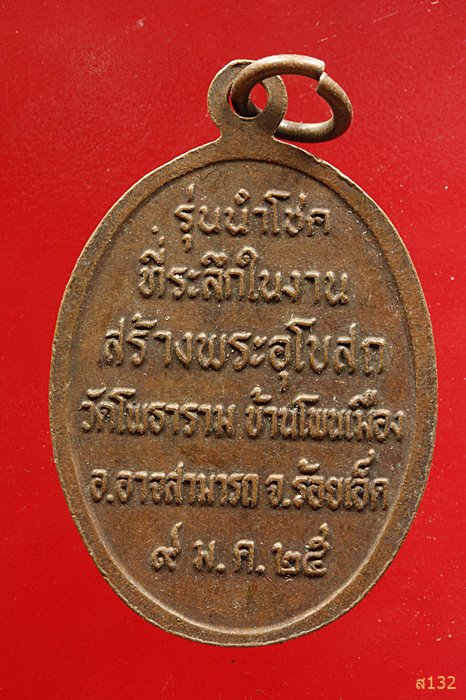 รุ่นนำโชค
ที่ระลึกในงาน
สร้างพระอุโบสถ
วัดโพธาราม บ้านโพนเมือง
อ.อาจสามารถ จ.ร้อยเอ็ด
๙ ม.ค.๒๕
ส132